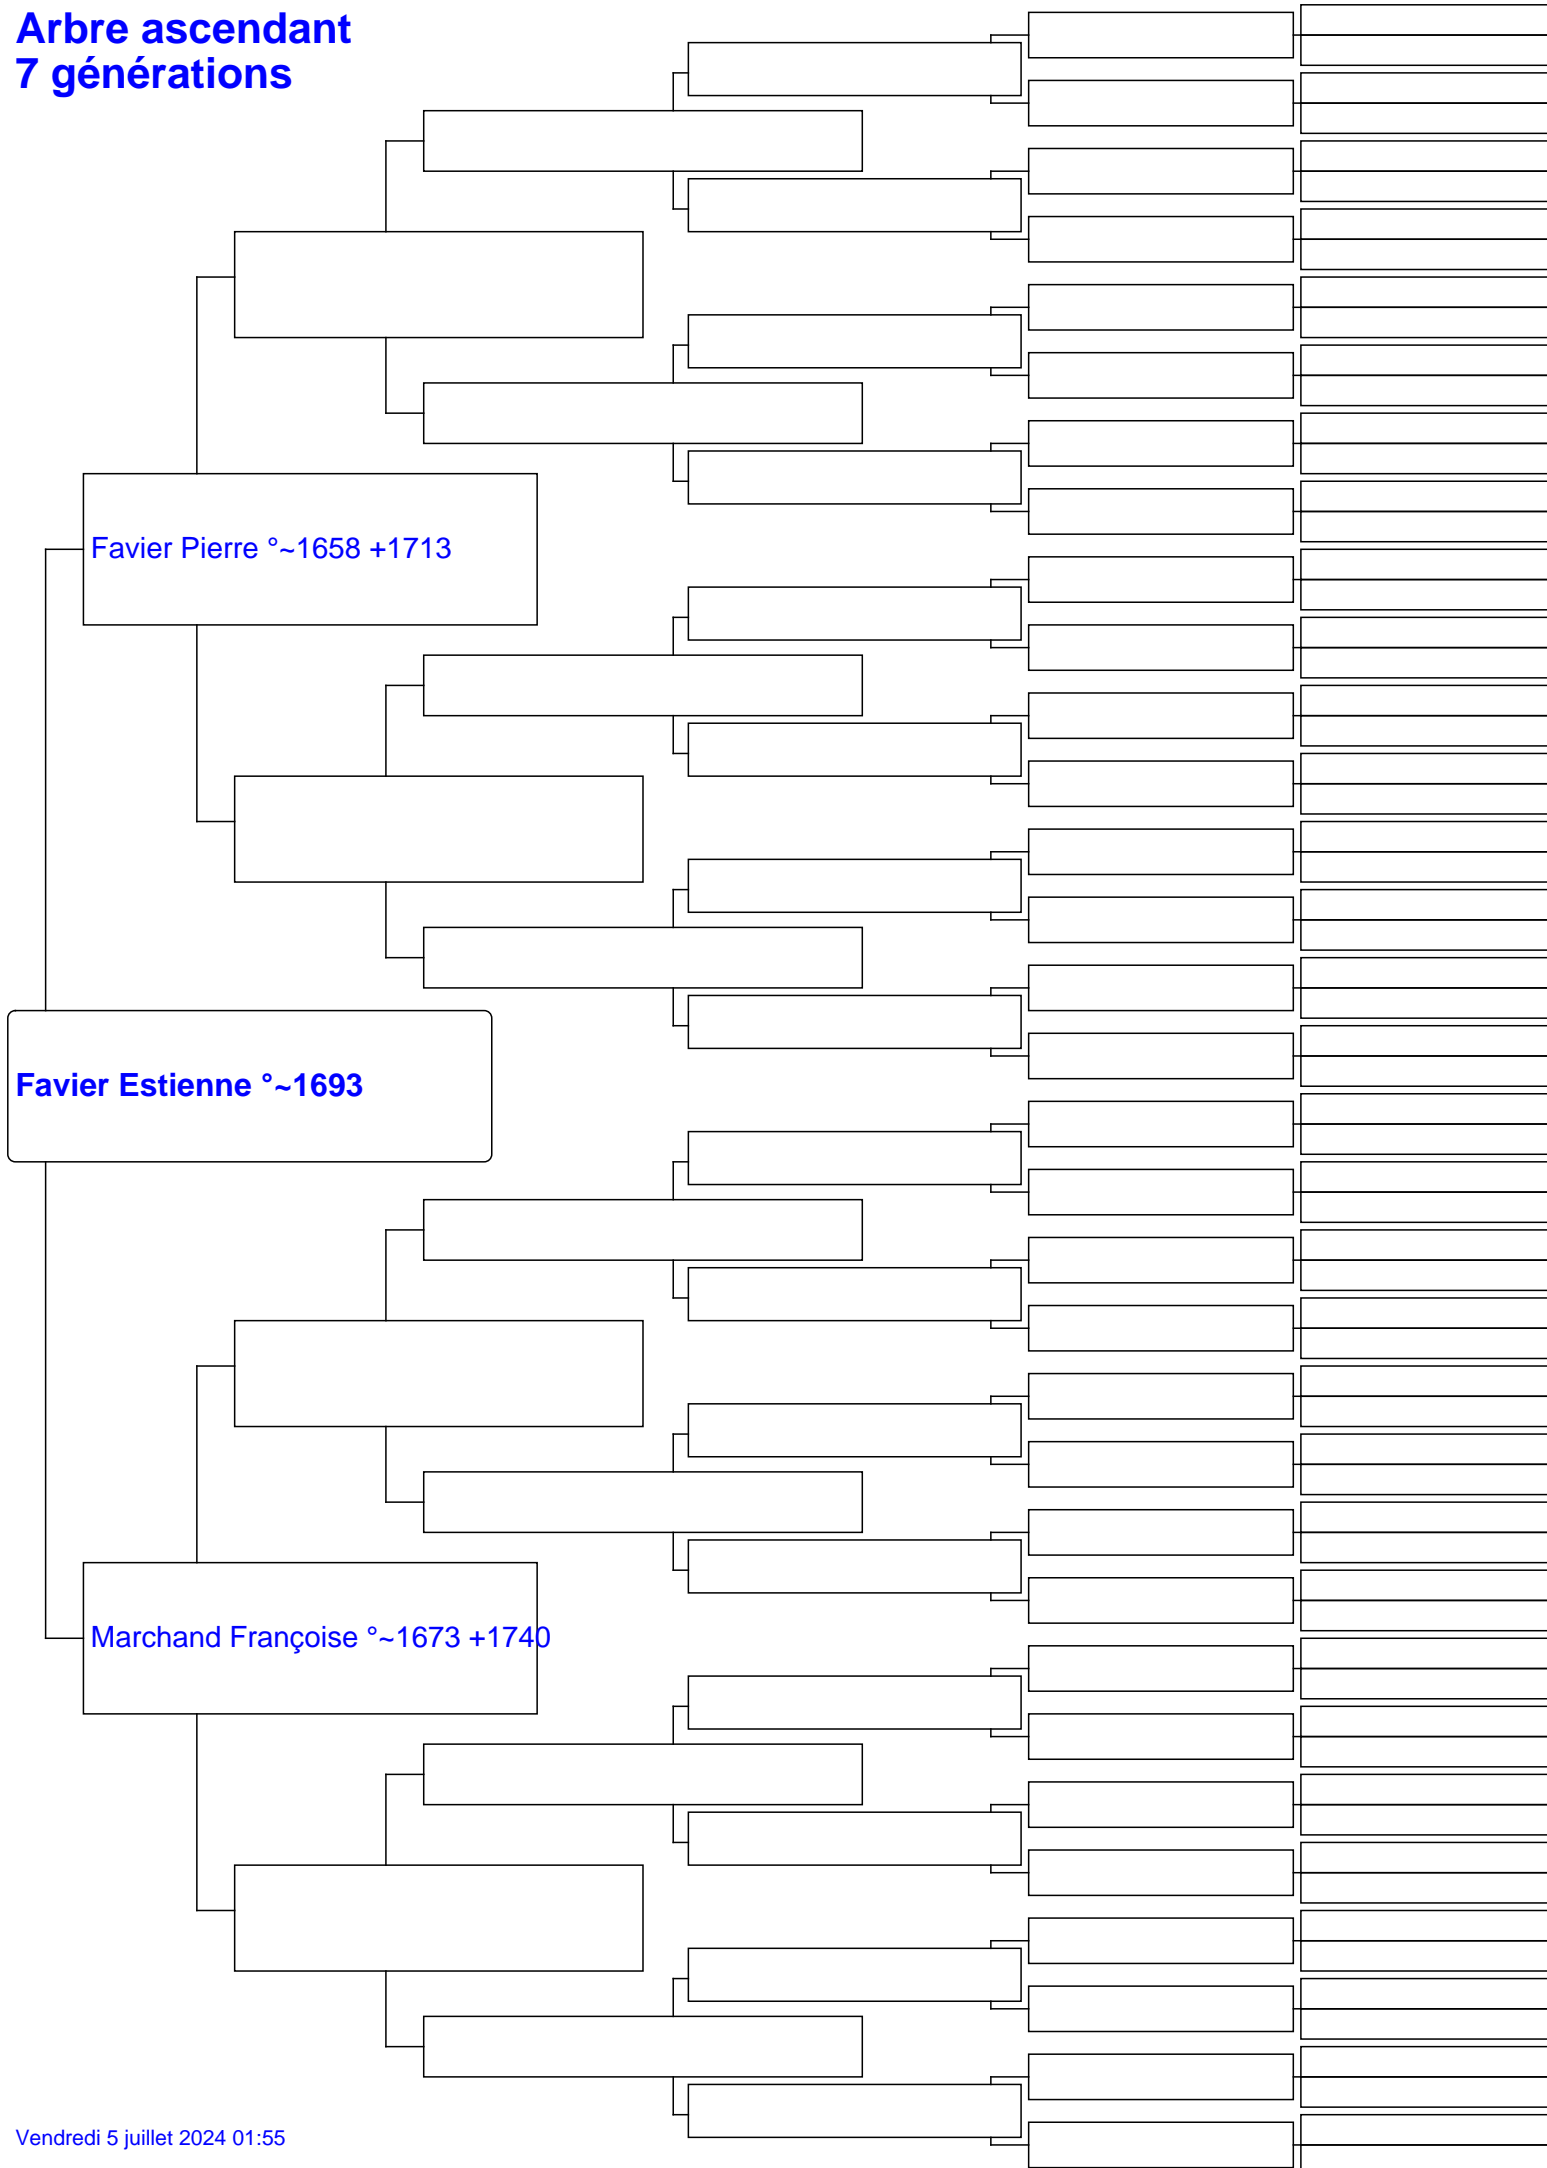 Arbre ascendant
7 générations
Favier Pierre °~1658 +1713
Favier Estienne °~1693
Marchand Françoise °~1673 +1740
Vendredi 5 juillet 2024 01:55